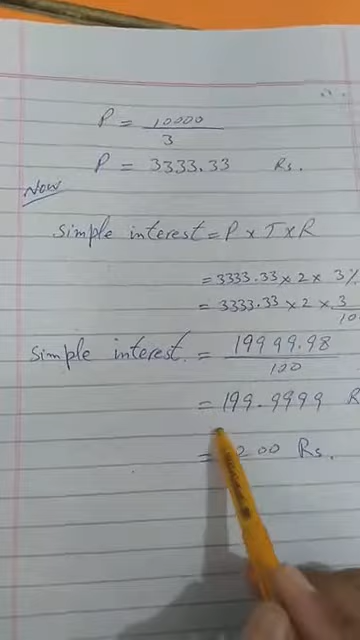 P = 10000
3
P = 3333.33 Rs.
Now
simple interest = P × T × R
= 3333.33 × 2 × 3%
= 3333.33 × 2 × 3
10
simple interest = 19999.98
100
= 199.9999 R
= 200 Rs.